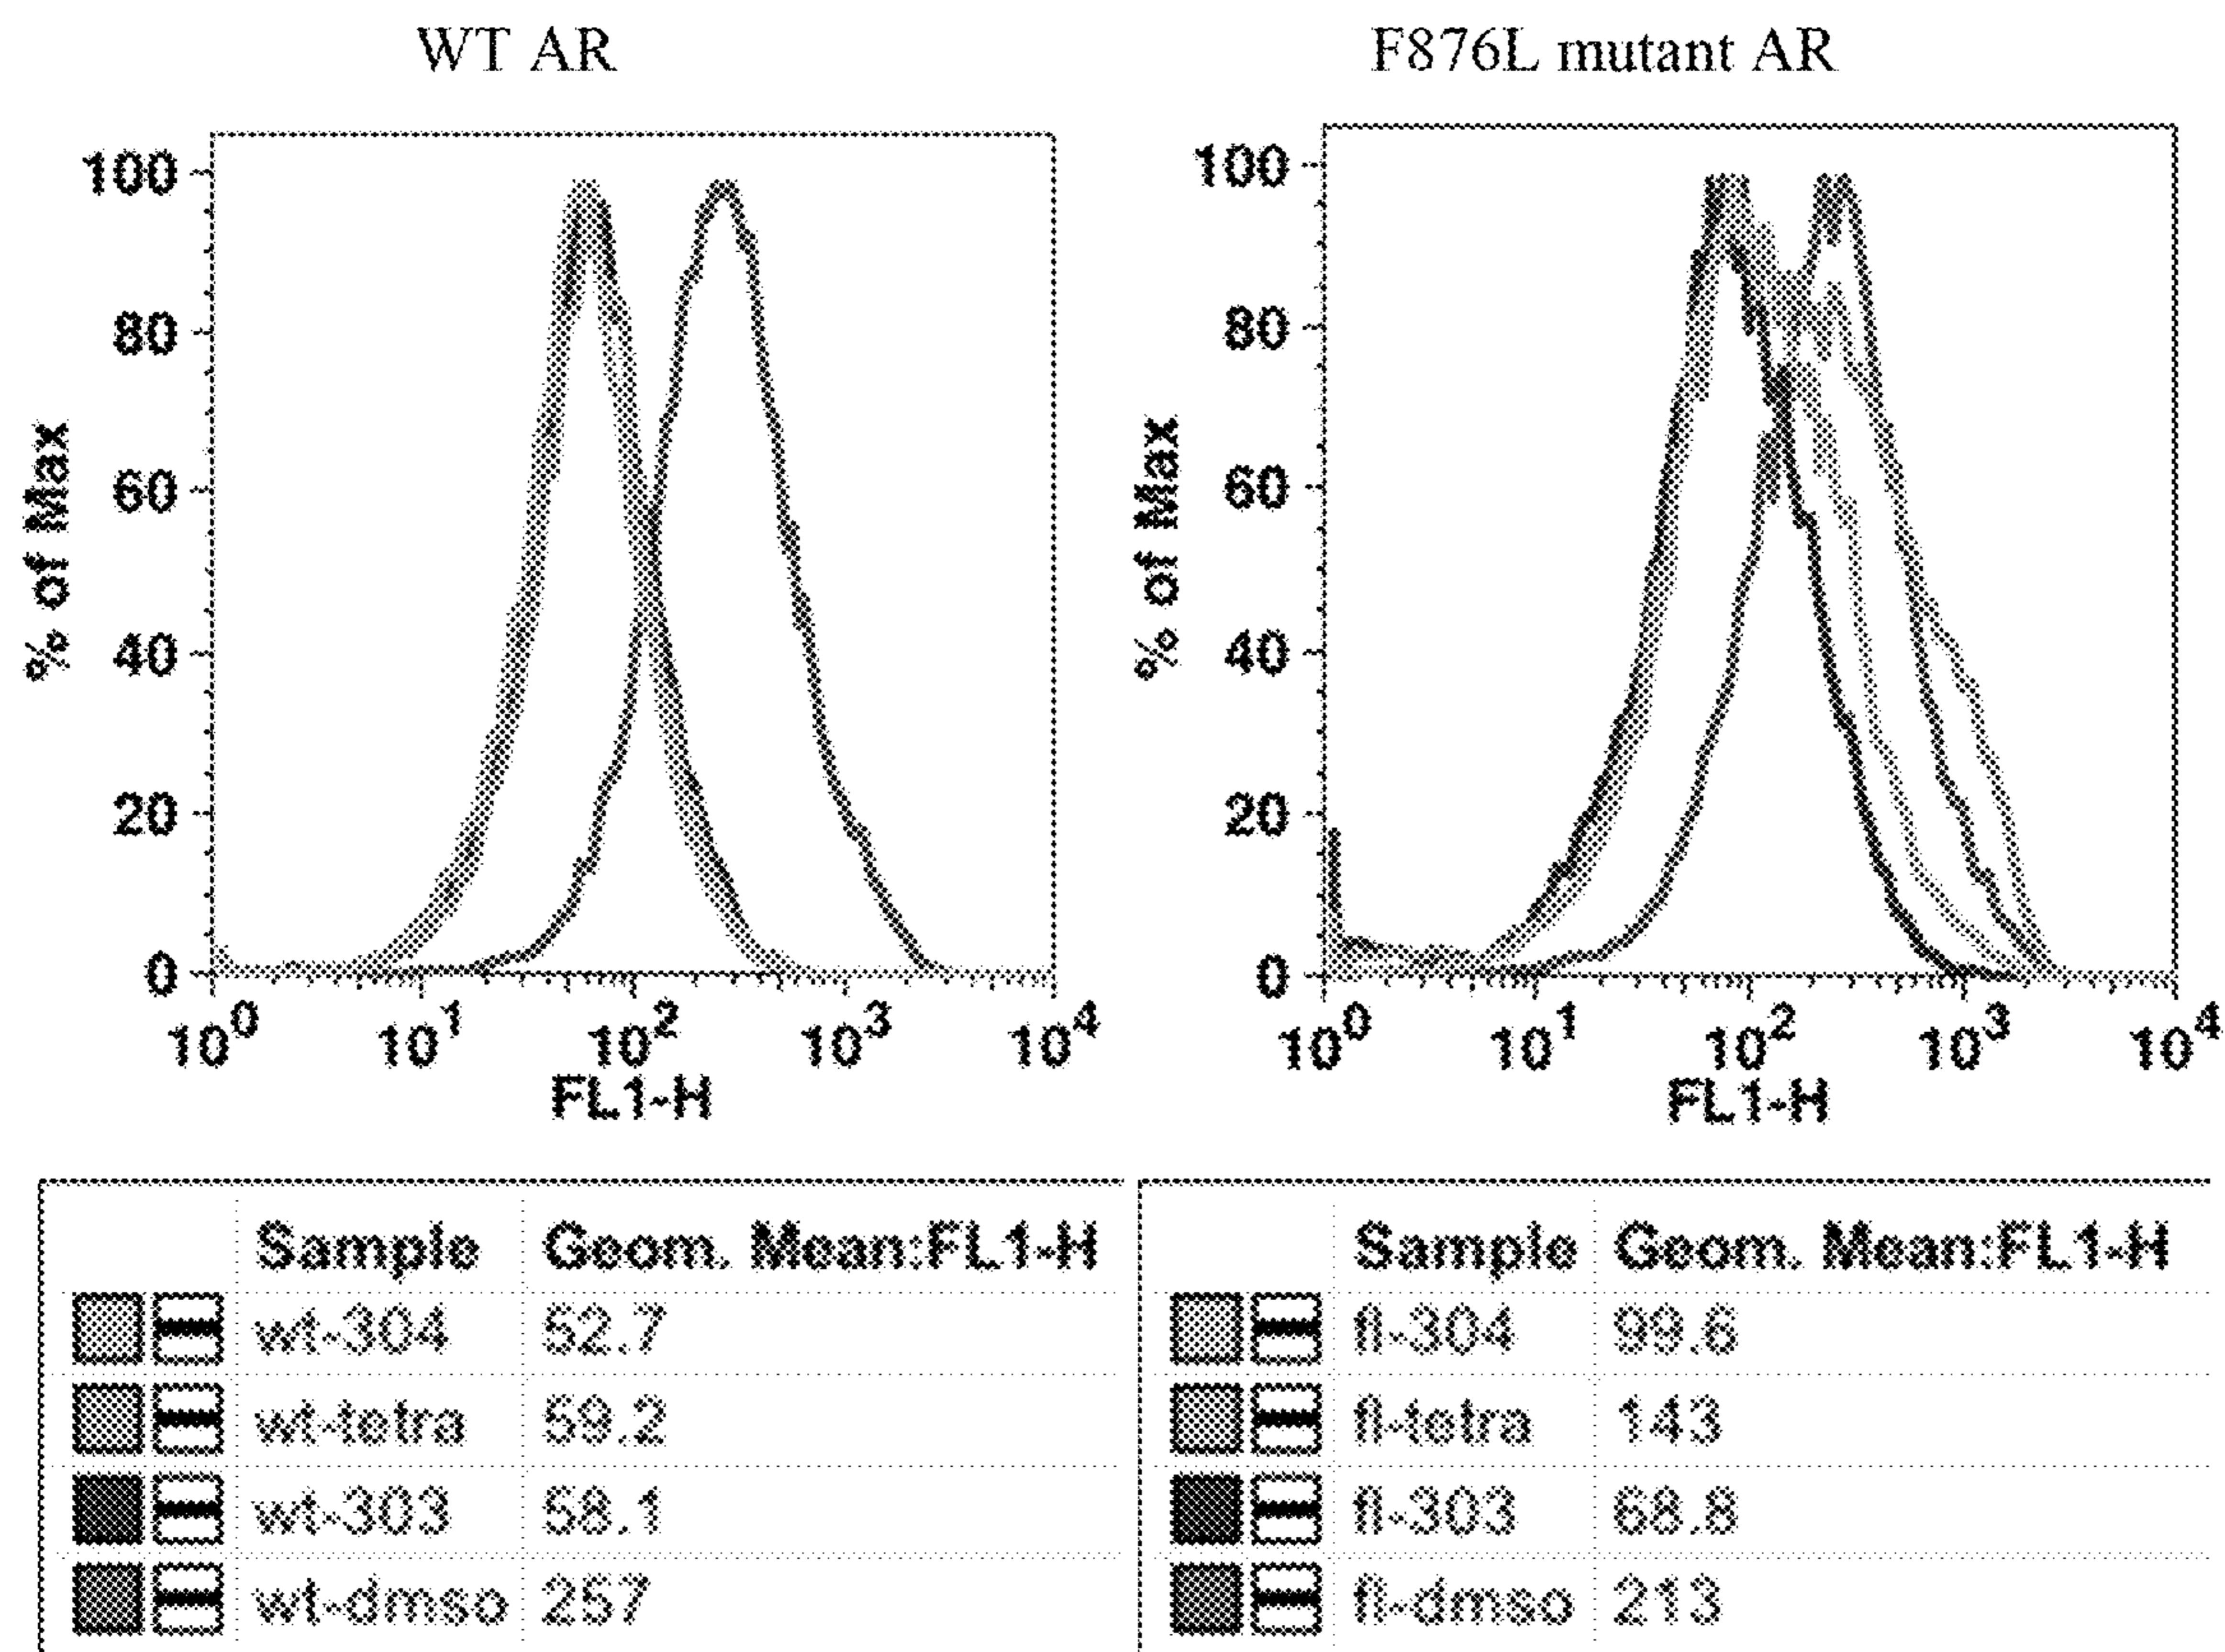 WT AR
F876L mutant AR
% of Max
100
80
60
40
20
0
10^0 10^1 10^2 10^3 10^4
FL1-H
% of Max
100
80
60
40
20
0
10^0 10^1 10^2 10^3 10^4
FL1-H
Sample Geom. Mean:FL1-H
wt-304 52.7
wt-tetra 59.2
wt-303 58.1
wt-dmso 257
Sample Geom. Mean:FL1-H
fl-304 99.6
fl-tetra 143
fl-303 68.8
fl-dmso 213